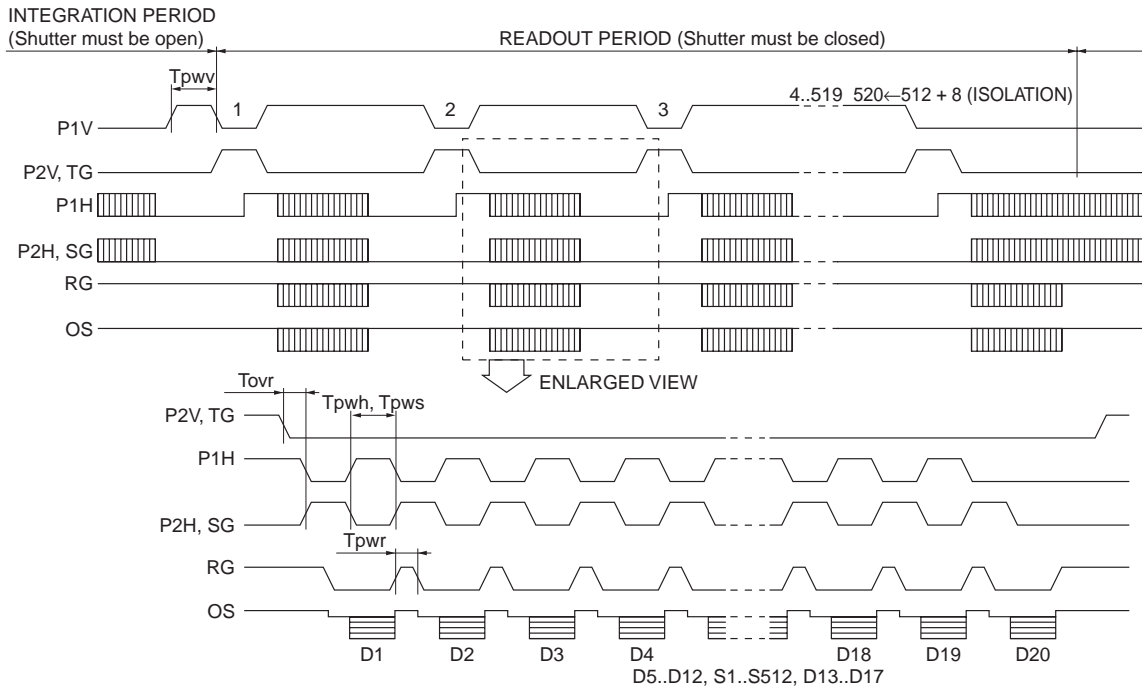 INTEGRATION PERIOD
(Shutter must be open)
READOUT PERIOD (Shutter must be closed)
Tpwv
1
2
3
4..519 520←512 + 8 (ISOLATION)
P1V
P2V, TG
P1H
P2H, SG
RG
OS
ENLARGED VIEW
Tovr
Tpwh, Tpws
P2V, TG
P1H
P2H, SG
Tpwr
RG
OS
D1
D2
D3
D4
D18
D19
D20
D5..D12, S1..S512, D13..D17